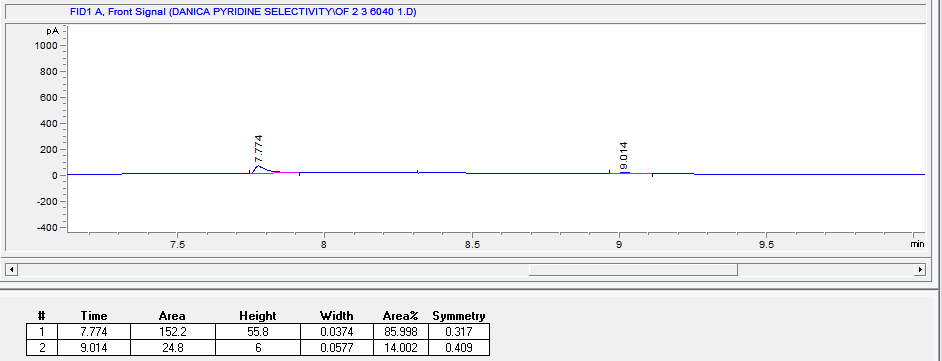 FID1 A, Front Signal (DANICA PYRIDINE SELECTIVITY\OF 2 3 6040 1.D)
pA
1000
800
600
400
200
0
-200
-400
7.774
9.014
7.5 8 8.5 9 9.5 min
# Time Area Height Width Area% Symmetry
1 7.774 152.2 55.8 0.0374 85.998 0.317
2 9.014 24.8 6 0.0577 14.002 0.409